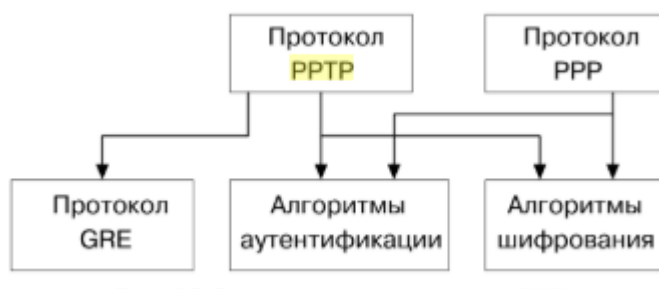 Протокол
PPTP
Протокол
PPP
Протокол
GRE
Алгоритмы
аутентификации
Алгоритмы
шифрования